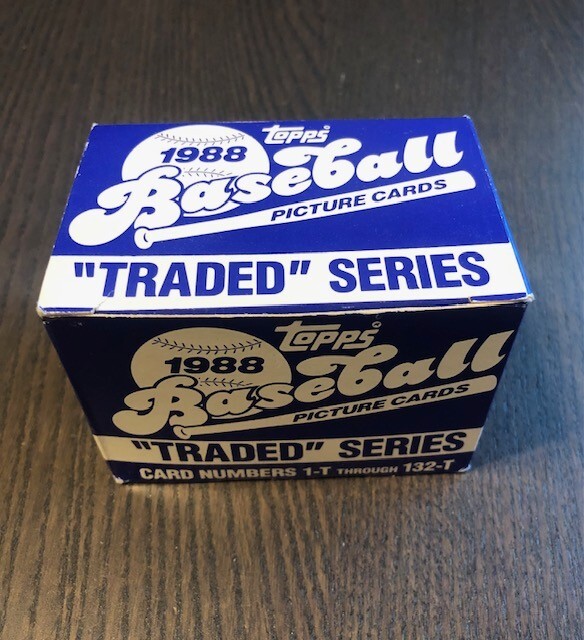 topps
1988
Baseball
PICTURE CARDS
"TRADED" SERIES
topps
1988
Baseball
PICTURE CARDS
"TRADED" SERIES
CARD NUMBERS 1-T THROUGH 132-T